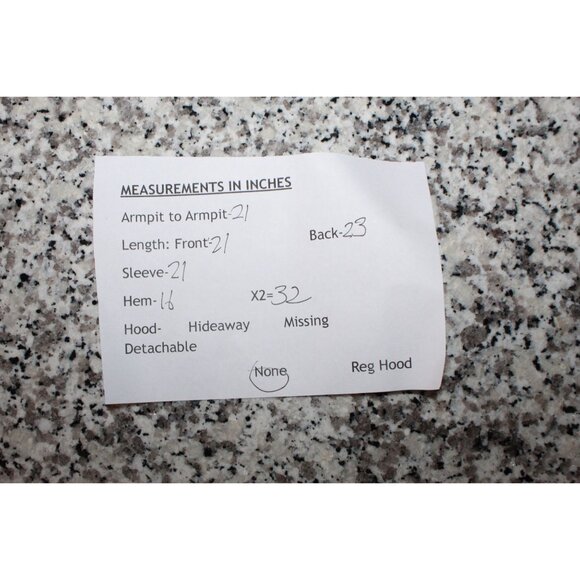 MEASUREMENTS IN INCHES
Armpit to Armpit-21
Length: Front-21 Back-23
Sleeve-21
Hem-16 X2=32
Hood- Hideaway Missing
Detachable
None Reg Hood